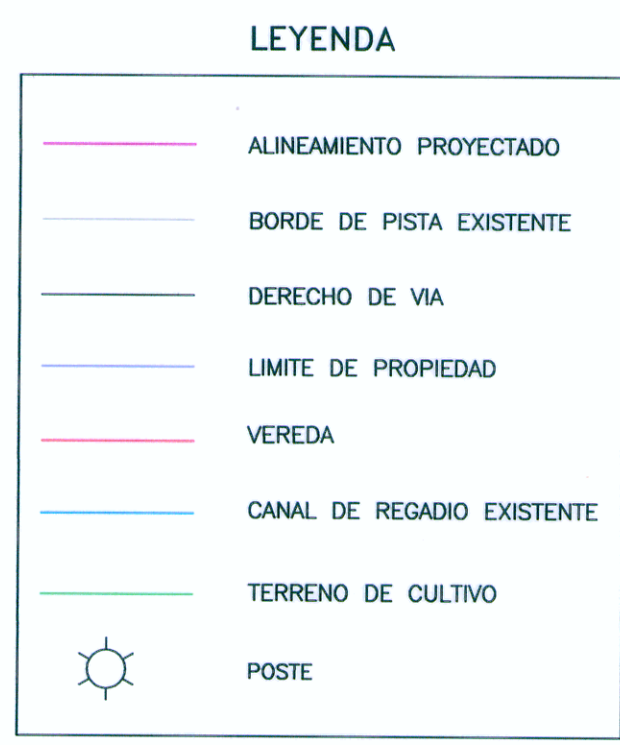 LEYENDA
ALINEAMIENTO PROYECTADO
BORDE DE PISTA EXISTENTE
DERECHO DE VIA
LIMITE DE PROPIEDAD
VEREDA
CANAL DE REGADIO EXISTENTE
TERRENO DE CULTIVO
POSTE